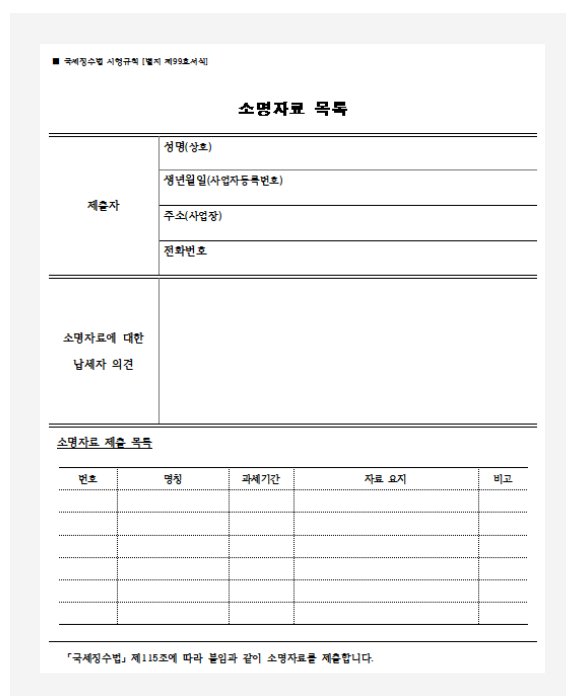 ■ 국세징수법 시행규칙 [별지 제99호서식]
소명자료 목록
제출자
성명(상호)
생년월일(사업자등록번호)
주소(사업장)
전화번호
소명자료에 대한
납세자 의견
소명자료 제출 목록
번호 명칭 과세기간 자료 요지 비고
「국세징수법」 제115조에 따라 붙임과 같이 소명자료를 제출합니다.